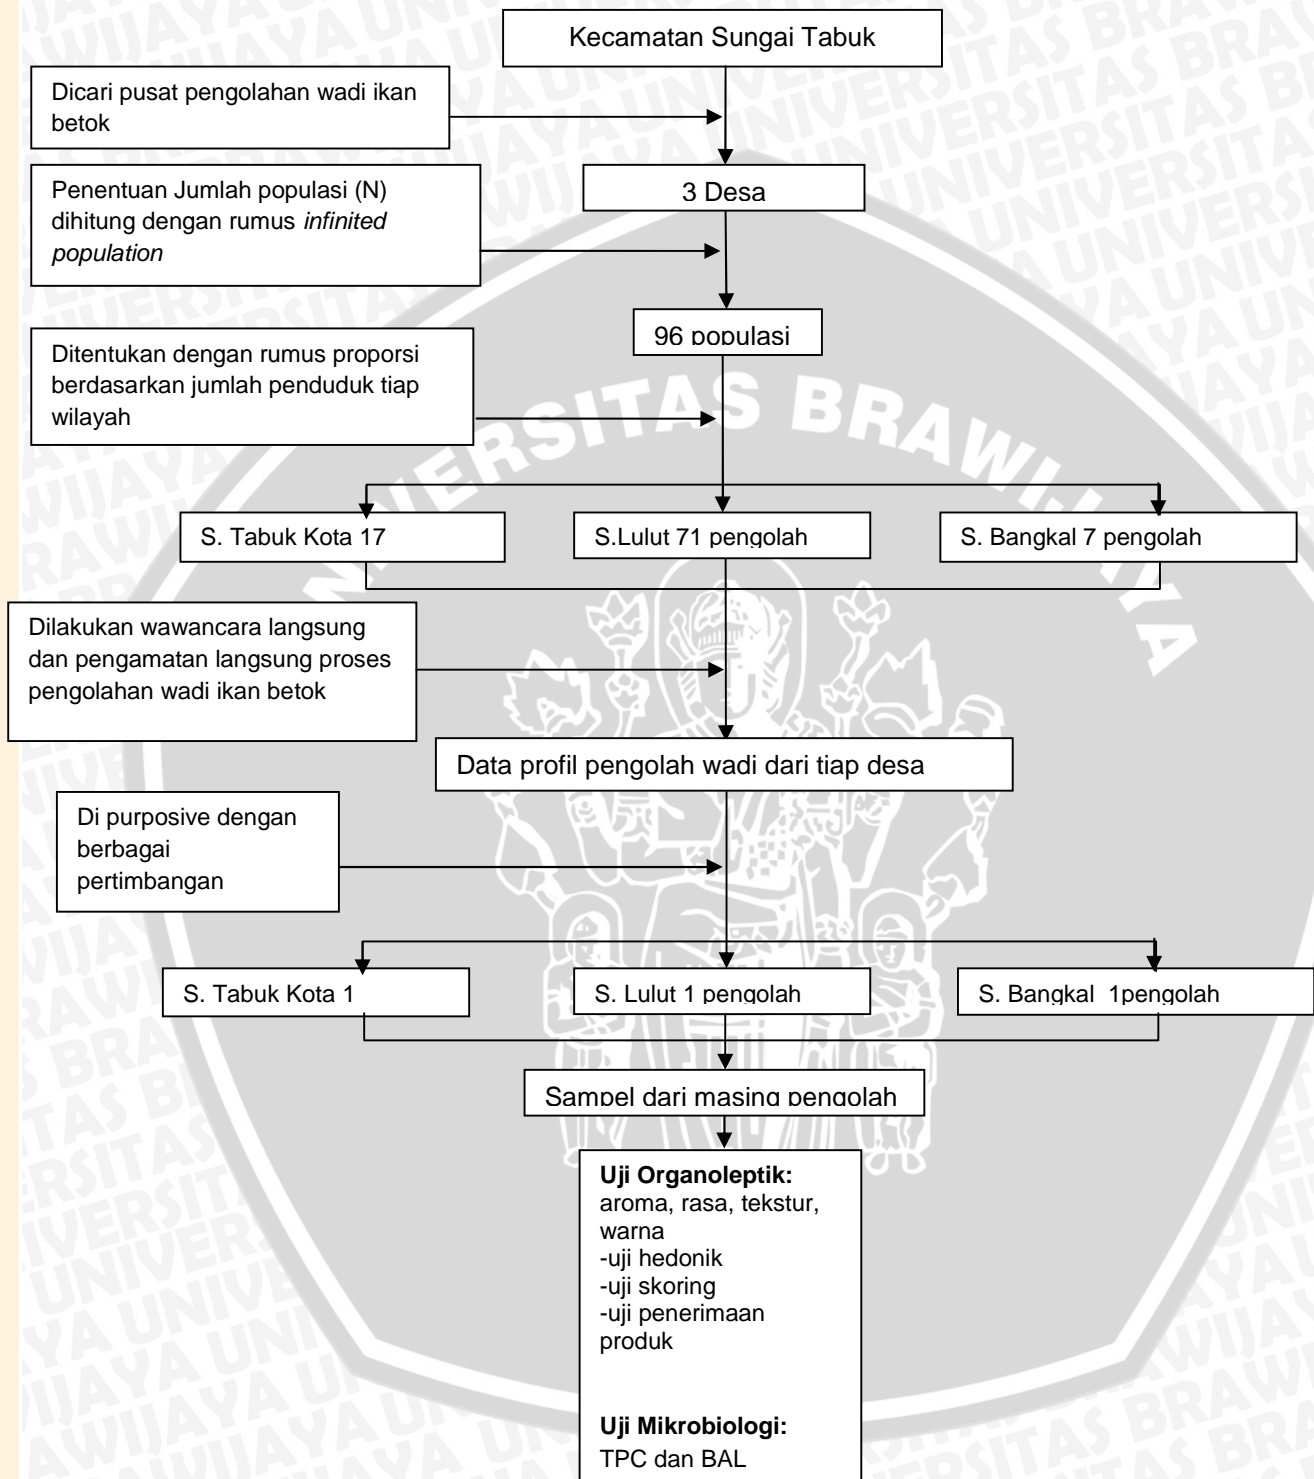 Kecamatan Sungai Tabuk
Dicari pusat pengolahan wadi ikan
betok
Penentuan Jumlah populasi (N)
dihitung dengan rumus infinited
population
3 Desa
96 populasi
Ditentukan dengan rumus proporsi
berdasarkan jumlah penduduk tiap
wilayah
UNIVERSITAS BRAWIJAYA
S. Tabuk Kota 17
S.Lulut 71 pengolah
S. Bangkal 7 pengolah
Dilakukan wawancara langsung
dan pengamatan langsung proses
pengolahan wadi ikan betok
Data profil pengolah wadi dari tiap desa
Di purposive dengan
berbagai
pertimbangan
S. Tabuk Kota 1
S. Lulut 1 pengolah
S. Bangkal  1pengolah
Sampel dari masing pengolah
Uji Organoleptik:
aroma, rasa, tekstur,
warna
-uji hedonik
-uji skoring
-uji penerimaan
produk
Uji Mikrobiologi:
TPC dan BAL